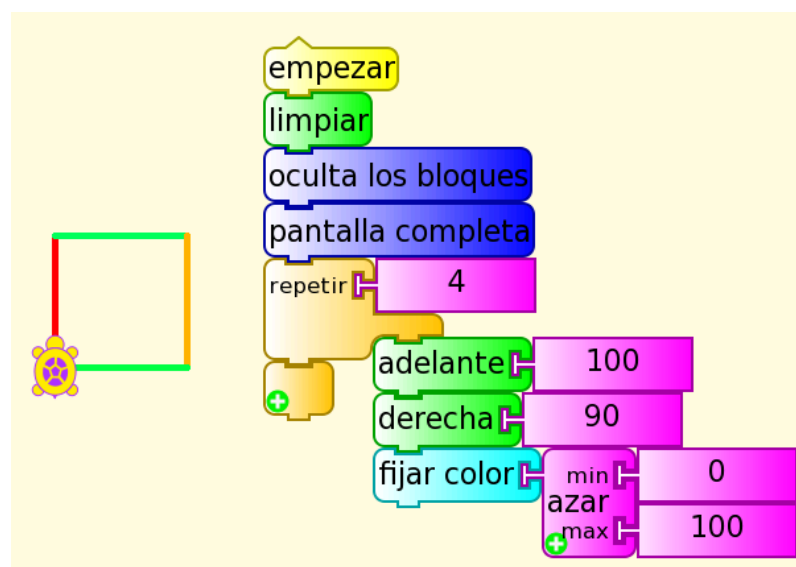 empezar
limpiar
oculta los bloques
pantalla completa
repetir 4
adelante 100
derecha 90
fijar color
azar
min 0
max 100